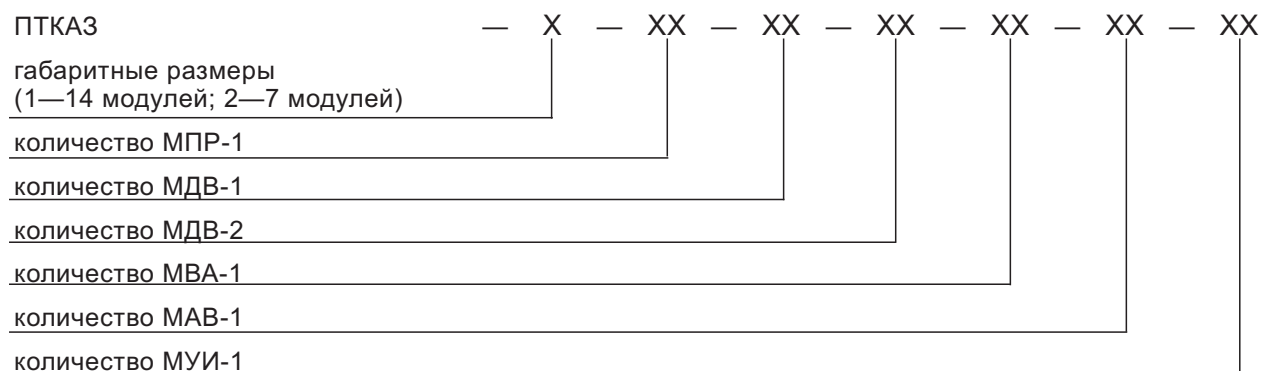 ПТКАЗ — X — XX — XX — XX — XX — XX — XX
габаритные размеры
(1—14 модулей; 2—7 модулей)
количество МПР-1
количество МДВ-1
количество МДВ-2
количество МВА-1
количество МАВ-1
количество МУИ-1